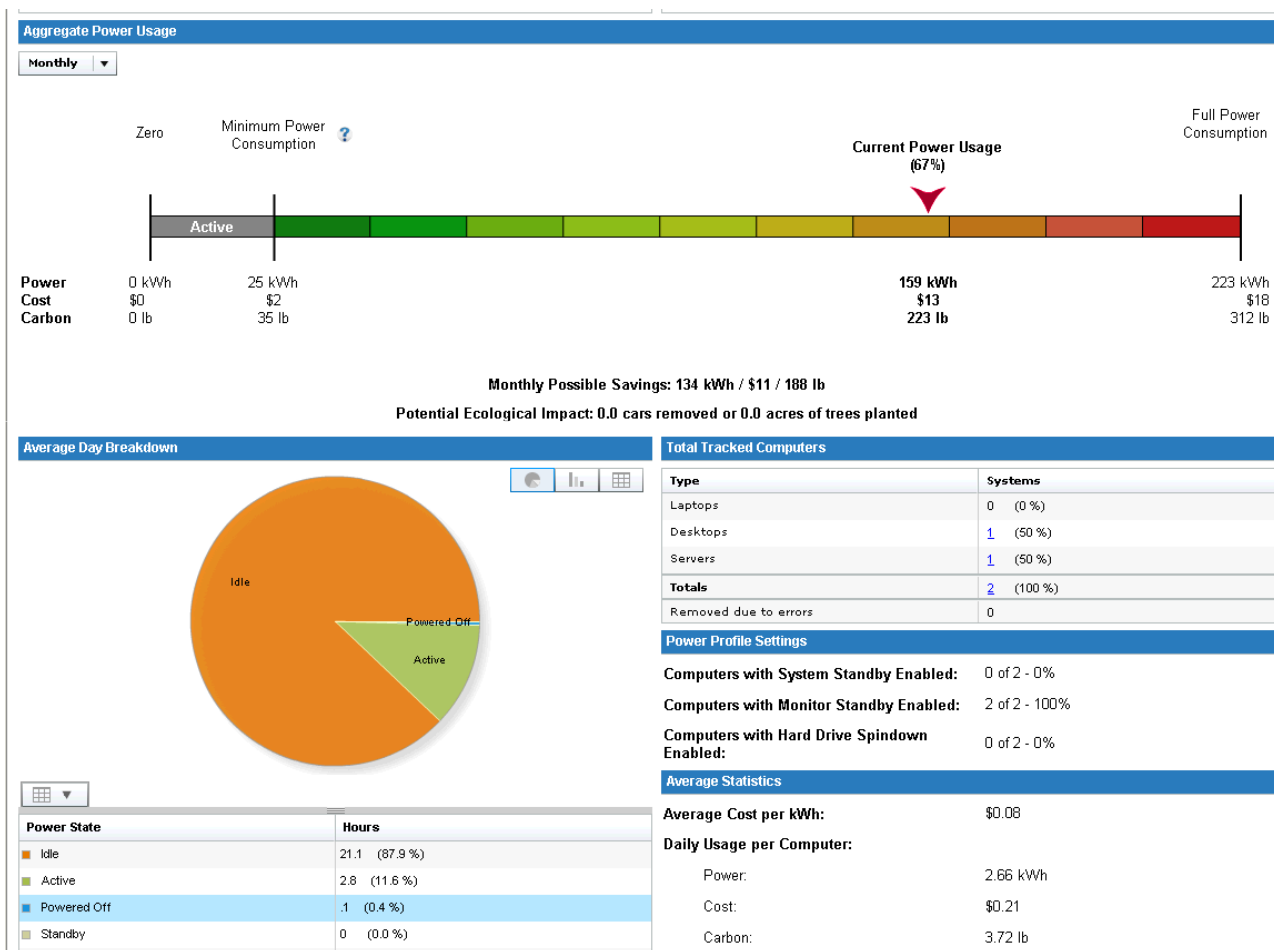 Aggregate Power Usage
Monthly
Zero
Minimum Power
Consumption
?
Current Power Usage
(67%)
Full Power
Consumption
Active
Power 0 kWh 25 kWh 159 kWh 223 kWh
Cost $0 $2 $13 $18
Carbon 0 lb 35 lb 223 lb 312 lb
Monthly Possible Savings: 134 kWh / $11 / 188 lb
Potential Ecological Impact: 0.0 cars removed or 0.0 acres of trees planted
Average Day Breakdown
Idle
Powered Off
Active
Power State Hours
Idle 21.1 (87.9 %)
Active 2.8 (11.6 %)
Powered Off .1 (0.4 %)
Standby 0 (0.0 %)
Total Tracked Computers
Type Systems
Laptops 0 (0 %)
Desktops 1 (50 %)
Servers 1 (50 %)
Totals 2 (100 %)
Removed due to errors 0
Power Profile Settings
Computers with System Standby Enabled: 0 of 2 - 0%
Computers with Monitor Standby Enabled: 2 of 2 - 100%
Computers with Hard Drive Spindown
Enabled: 0 of 2 - 0%
Average Statistics
Average Cost per kWh: $0.08
Daily Usage per Computer:
Power: 2.66 kWh
Cost: $0.21
Carbon: 3.72 lb